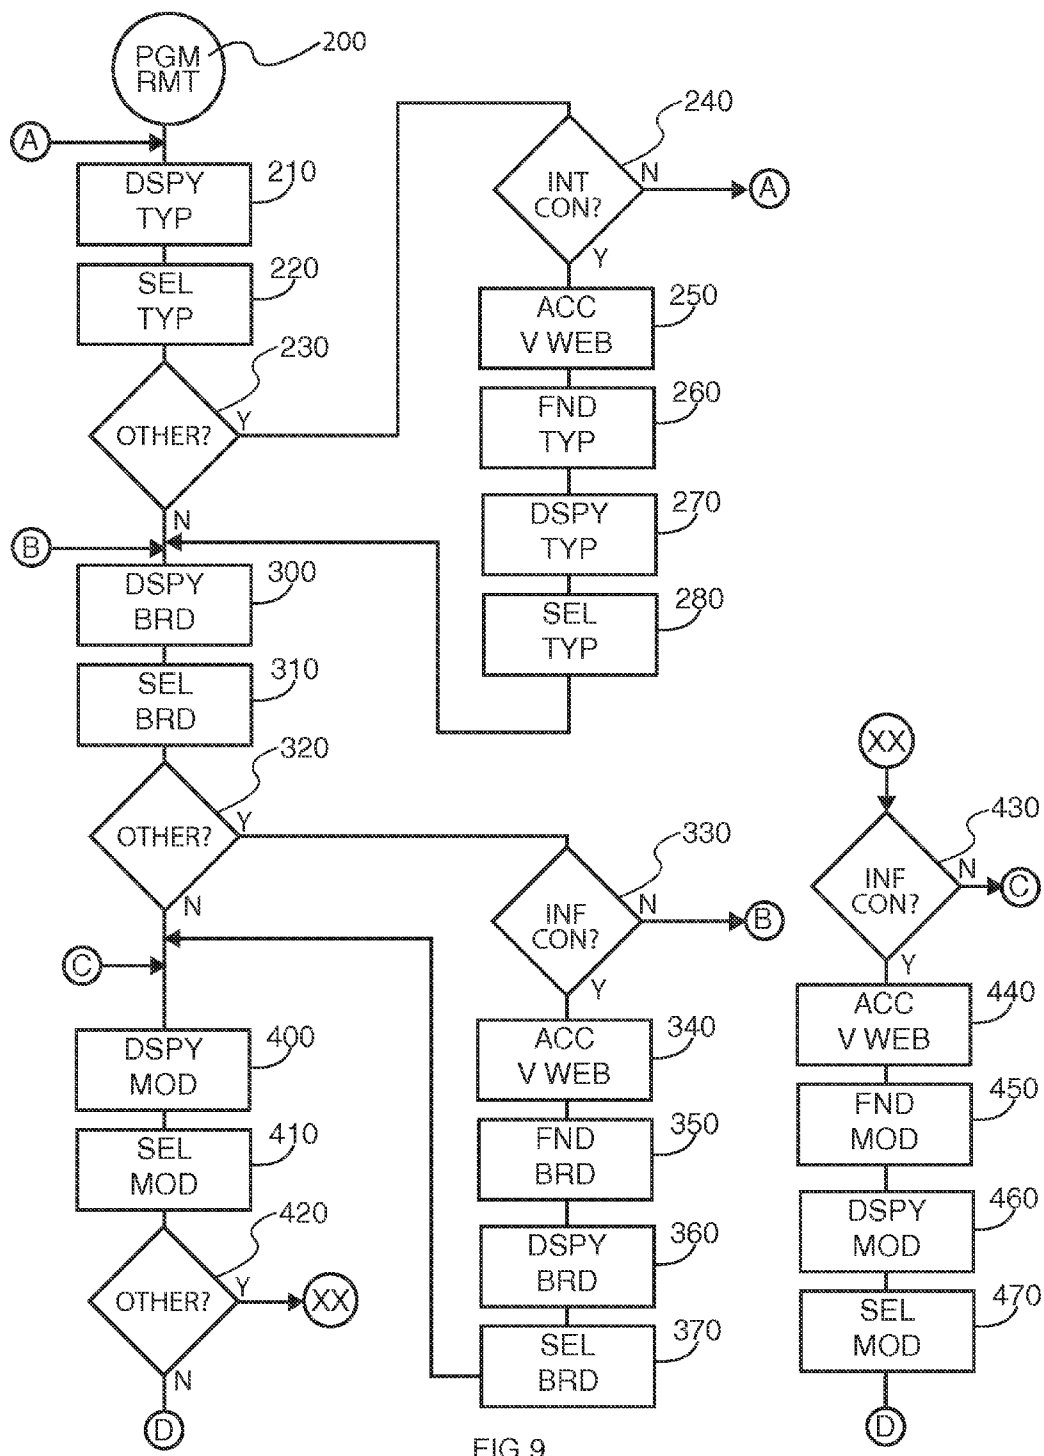 PGM
RMT
200
A
DSPY
TYP
210
SEL
TYP
220
230
OTHER?
Y
N
B
DSPY
BRD
300
SEL
BRD
310
320
OTHER?
Y
N
C
DSPY
MOD
400
SEL
MOD
410
420
OTHER?
Y
XX
N
D
240
INT
CON?
N
A
Y
ACC
V WEB
250
FND
TYP
260
DSPY
TYP
270
SEL
TYP
280
330
INF
CON?
N
B
Y
ACC
V WEB
340
FND
BRD
350
DSPY
BRD
360
SEL
BRD
370
XX
430
INF
CON?
N
C
Y
ACC
V WEB
440
FND
MOD
450
DSPY
MOD
460
SEL
MOD
470
D
FIG 9